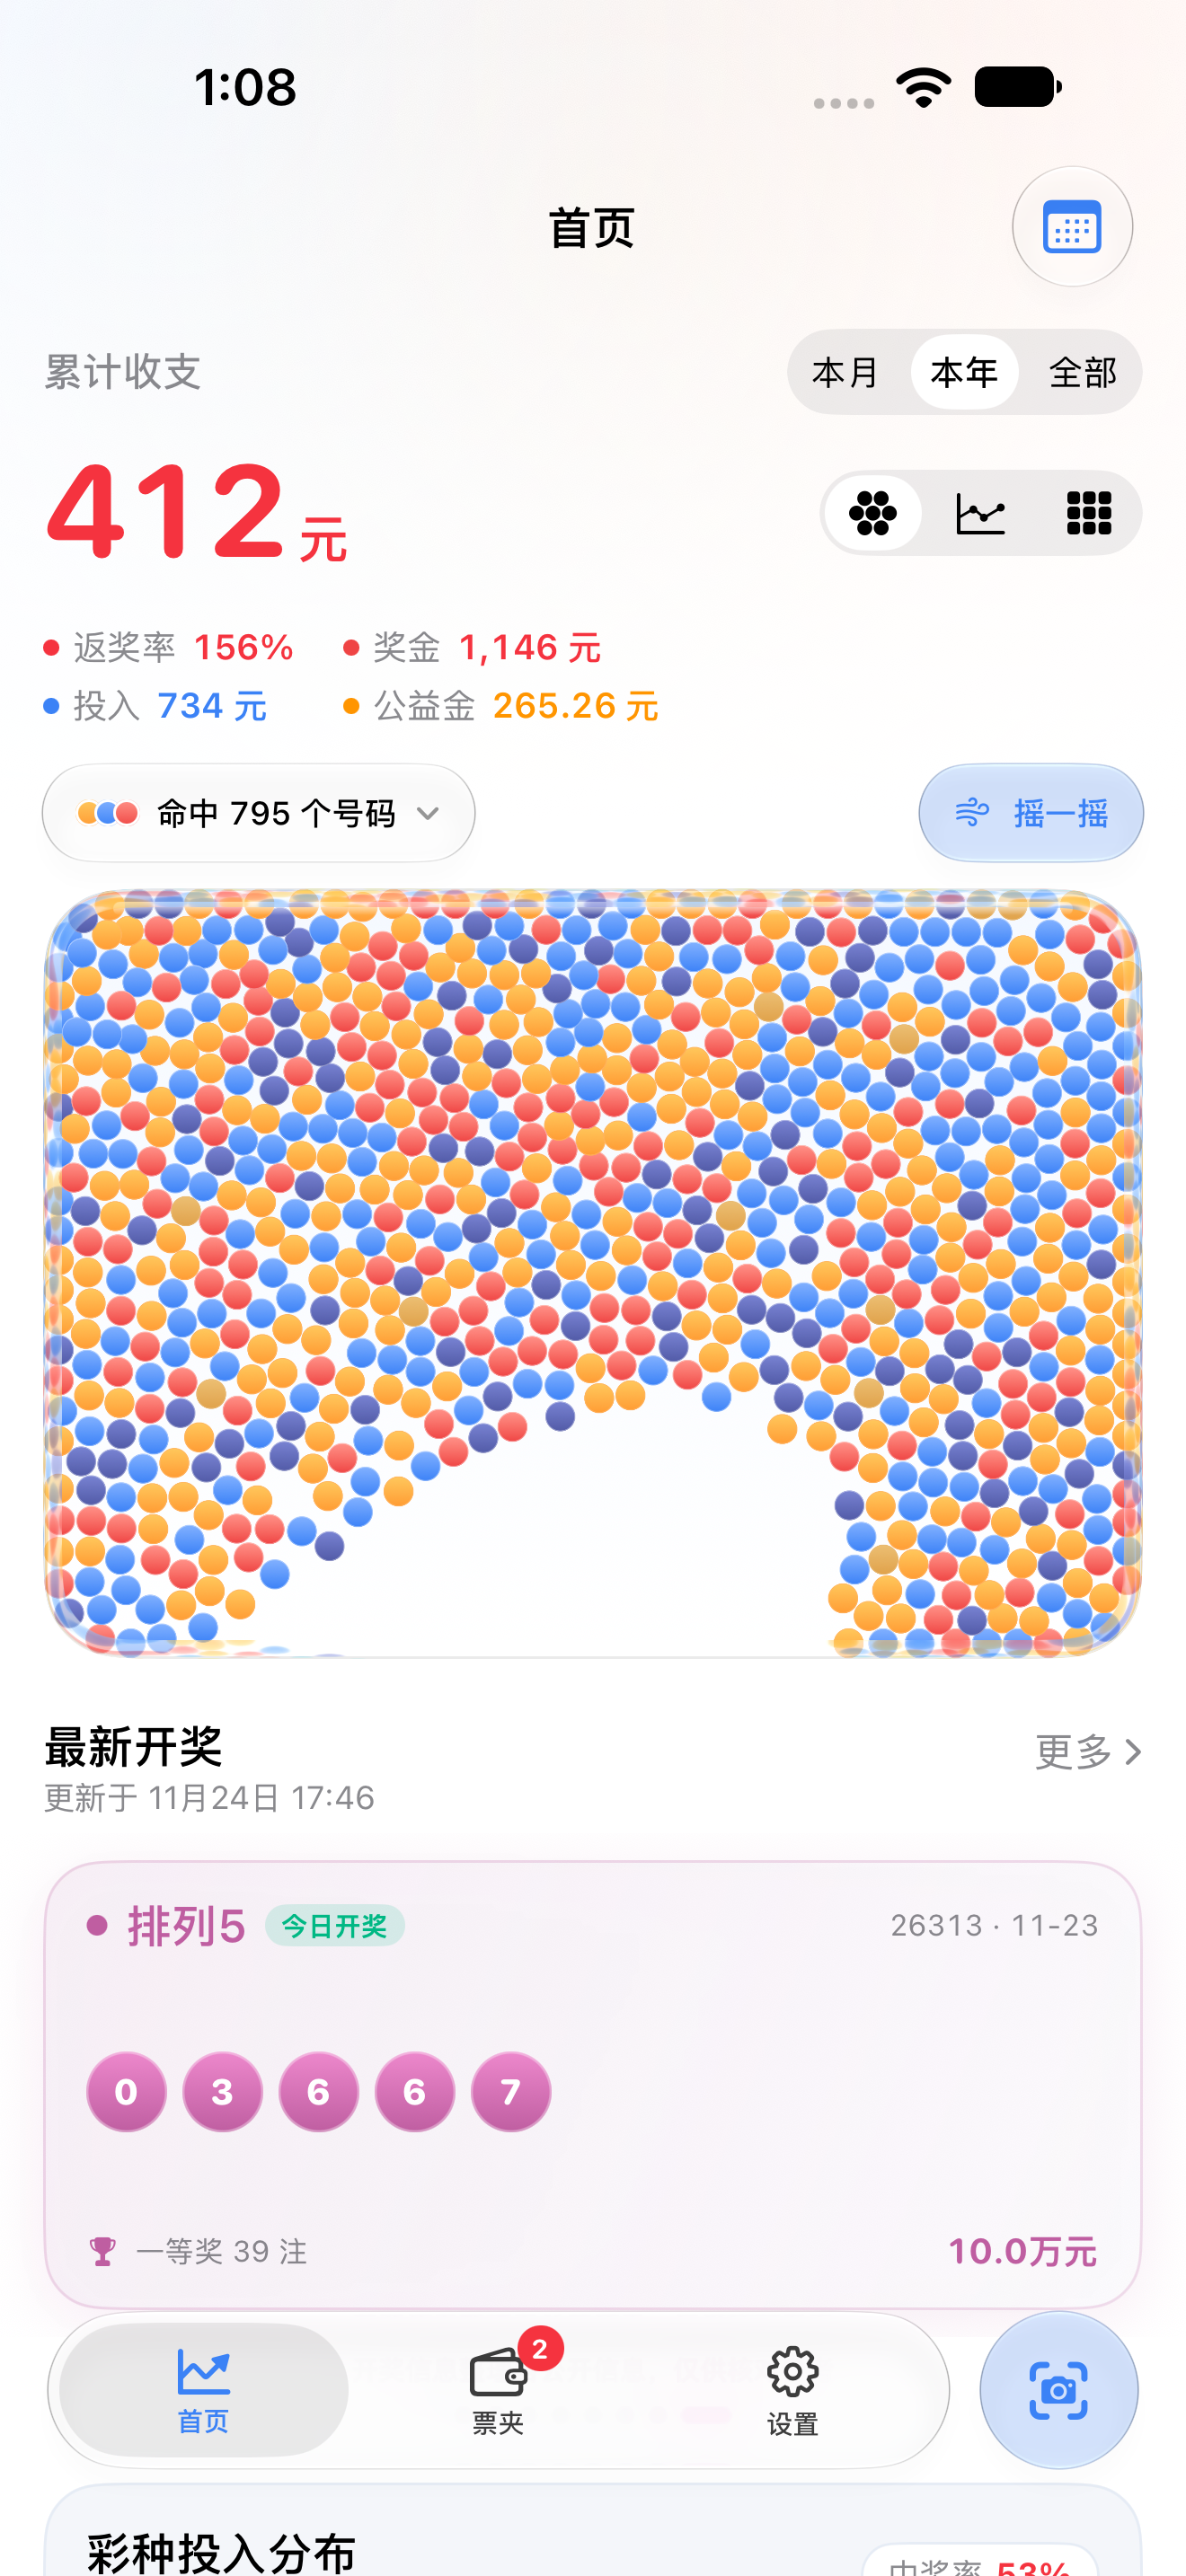 1:08
首页
累计收支
本月 本年 全部
412 元
返奖率 156% 奖金 1,146 元
投入 734 元 公益金 265.26 元
命中 795 个号码
摇一摇
最新开奖
更多
更新于 11月24日 17:46
排列5 今日开奖 26313 · 11-23
0 3 6 6 7
一等奖 39 注 10.0万元
2
首页 票夹 设置
彩种投入分布
中奖率 53%